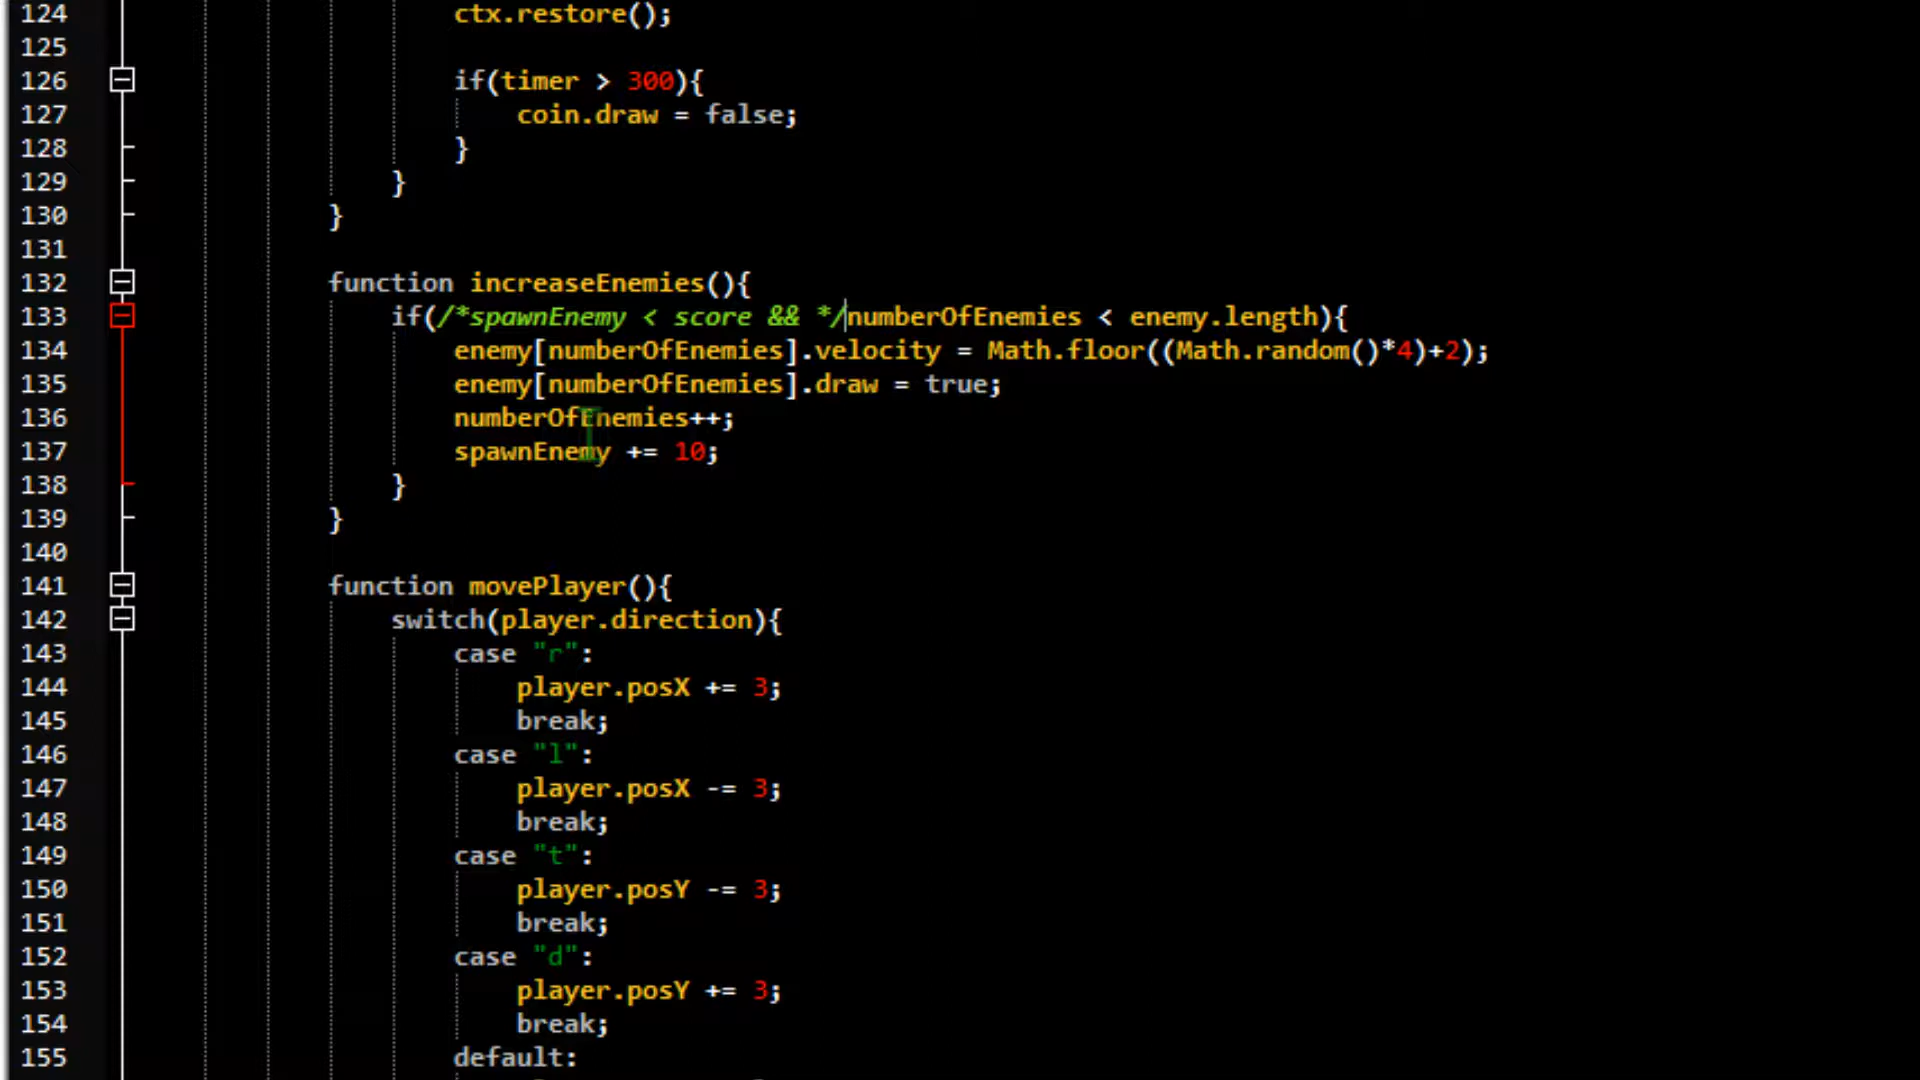 124 ctx.restore();
125
126 if(timer > 300){
127 coin.draw = false;
128 }
129 }
130 }
131
132 function increaseEnemies(){
133 if(/*spawnEnemy < score && */numberOfEnemies < enemy.length){
134 enemy[numberOfEnemies].velocity = Math.floor((Math.random()*4)+2);
135 enemy[numberOfEnemies].draw = true;
136 numberOfEnemies++;
137 spawnEnemy += 10;
138 }
139 }
140
141 function movePlayer(){
142 switch(player.direction){
143 case "r":
144 player.posX += 3;
145 break;
146 case "l":
147 player.posX -= 3;
148 break;
149 case "t":
150 player.posY -= 3;
151 break;
152 case "d":
153 player.posY += 3;
154 break;
155 default: